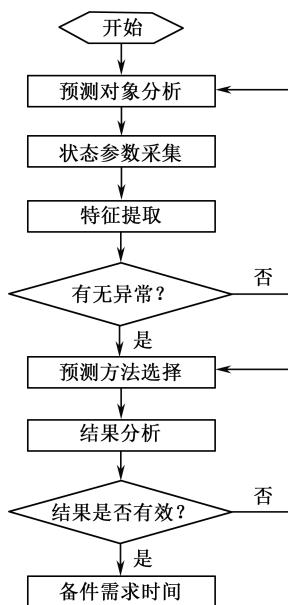 开始
预测对象分析
状态参数采集
特征提取
有无异常?
否
是
预测方法选择
结果分析
结果是否有效?
否
是
备件需求时间